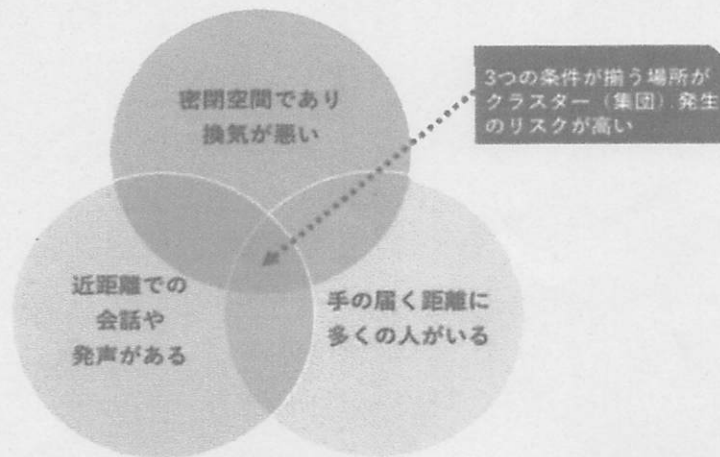 密閉空間であり
換気が悪い
3つの条件が揃う場所が
クラスター（集団）発生
のリスクが高い
近距離での
会話や
発声がある
手の届く距離に
多くの人がいる